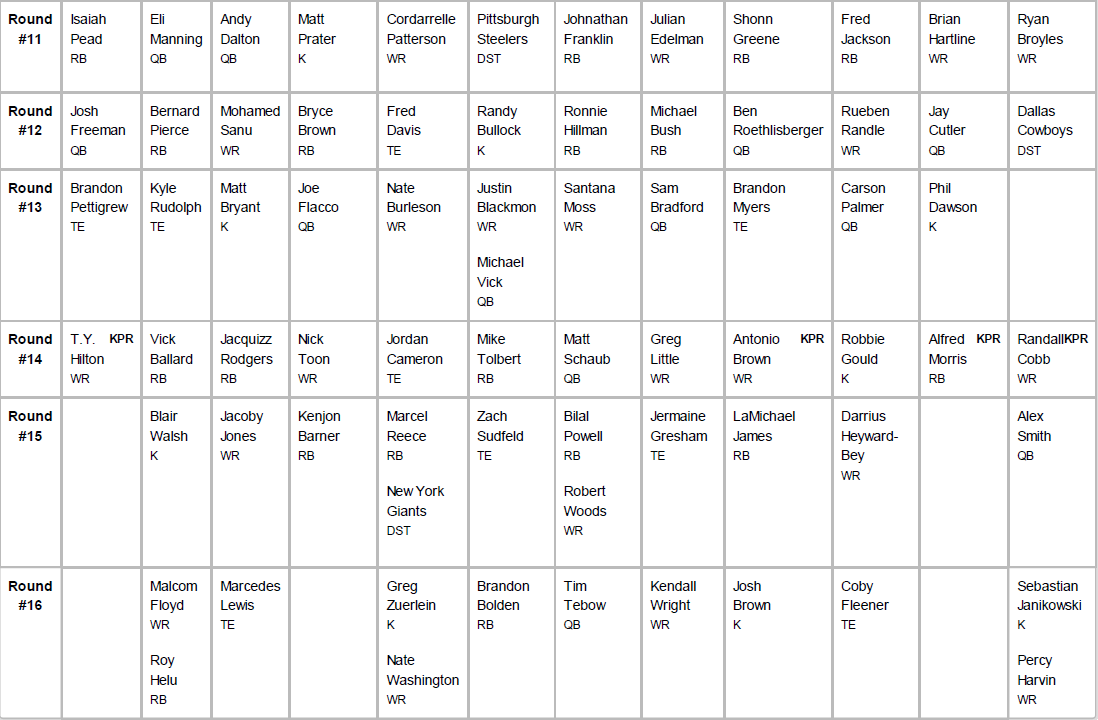 Round
#11
Isaiah
Pead
RB
Eli
Manning
QB
Andy
Dalton
QB
Matt
Prater
K
Cordarrelle
Patterson
WR
Pittsburgh
Steelers
DST
Johnathan
Franklin
RB
Julian
Edelman
WR
Shonn
Greene
RB
Fred
Jackson
RB
Brian
Hartline
WR
Ryan
Broyles
WR
Round
#12
Josh
Freeman
QB
Bernard
Pierce
RB
Mohamed
Sanu
WR
Bryce
Brown
RB
Fred
Davis
TE
Randy
Bullock
K
Ronnie
Hillman
RB
Michael
Bush
RB
Ben
Roethlisberger
QB
Rueben
Randle
WR
Jay
Cutler
QB
Dallas
Cowboys
DST
Round
#13
Brandon
Pettigrew
TE
Kyle
Rudolph
TE
Matt
Bryant
K
Joe
Flacco
QB
Nate
Burleson
WR
Justin
Blackmon
WR
Michael
Vick
QB
Santana
Moss
WR
Sam
Bradford
QB
Brandon
Myers
TE
Carson
Palmer
QB
Phil
Dawson
K
Round
#14
T.Y. KPR
Hilton
WR
Vick
Ballard
RB
Jacquizz
Rodgers
RB
Nick
Toon
WR
Jordan
Cameron
TE
Mike
Tolbert
RB
Matt
Schaub
QB
Greg
Little
WR
Antonio KPR
Brown
WR
Robbie
Gould
K
Alfred KPR
Morris
RB
RandallKPR
Cobb
WR
Round
#15
Blair
Walsh
K
Jacoby
Jones
WR
Kenjon
Barner
RB
Marcel
Reece
RB
New York
Giants
DST
Zach
Sudfeld
TE
Bilal
Powell
RB
Robert
Woods
WR
Jermaine
Gresham
TE
LaMichael
James
RB
Darrius
Heyward-
Bey
WR
Alex
Smith
QB
Round
#16
Malcom
Floyd
WR
Roy
Helu
RB
Marcedes
Lewis
TE
Greg
Zuerlein
K
Nate
Washington
WR
Brandon
Bolden
RB
Tim
Tebow
QB
Kendall
Wright
WR
Josh
Brown
K
Coby
Fleener
TE
Sebastian
Janikowski
K
Percy
Harvin
WR